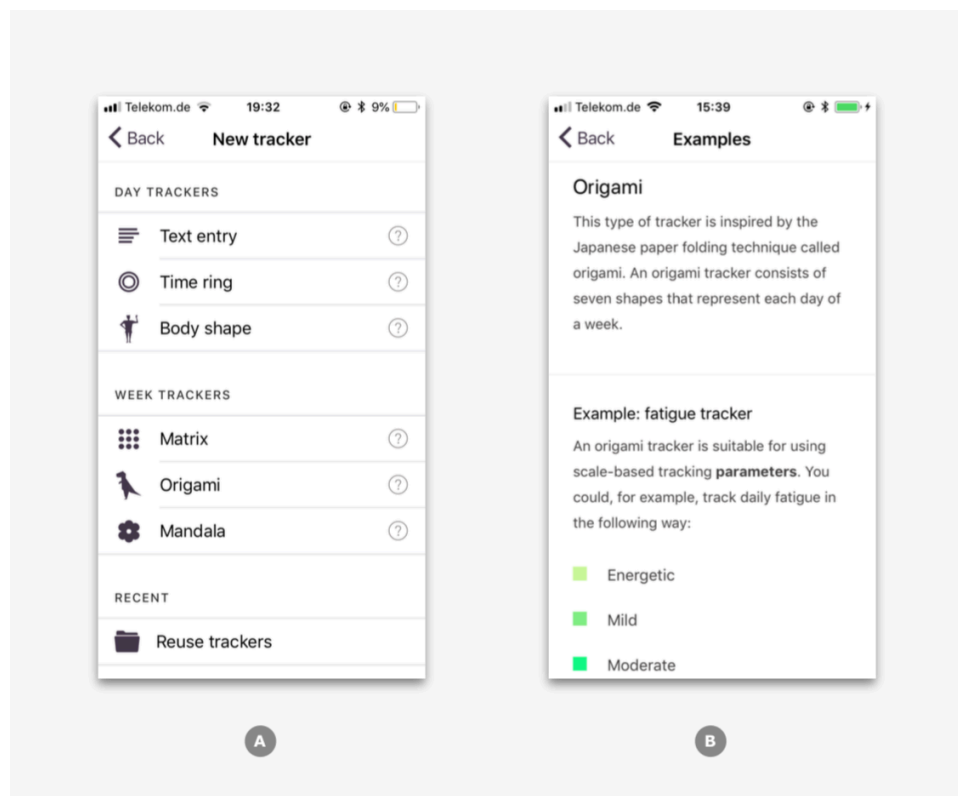 Telekom.de 19:32 9%
Back New tracker
DAY TRACKERS
Text entry ?
Time ring ?
Body shape ?
WEEK TRACKERS
Matrix ?
Origami ?
Mandala ?
RECENT
Reuse trackers
A
Telekom.de 15:39
Back Examples
Origami
This type of tracker is inspired by the
Japanese paper folding technique called
origami. An origami tracker consists of
seven shapes that represent each day of
a week.
Example: fatigue tracker
An origami tracker is suitable for using
scale-based tracking parameters. You
could, for example, track daily fatigue in
the following way:
Energetic
Mild
Moderate
B